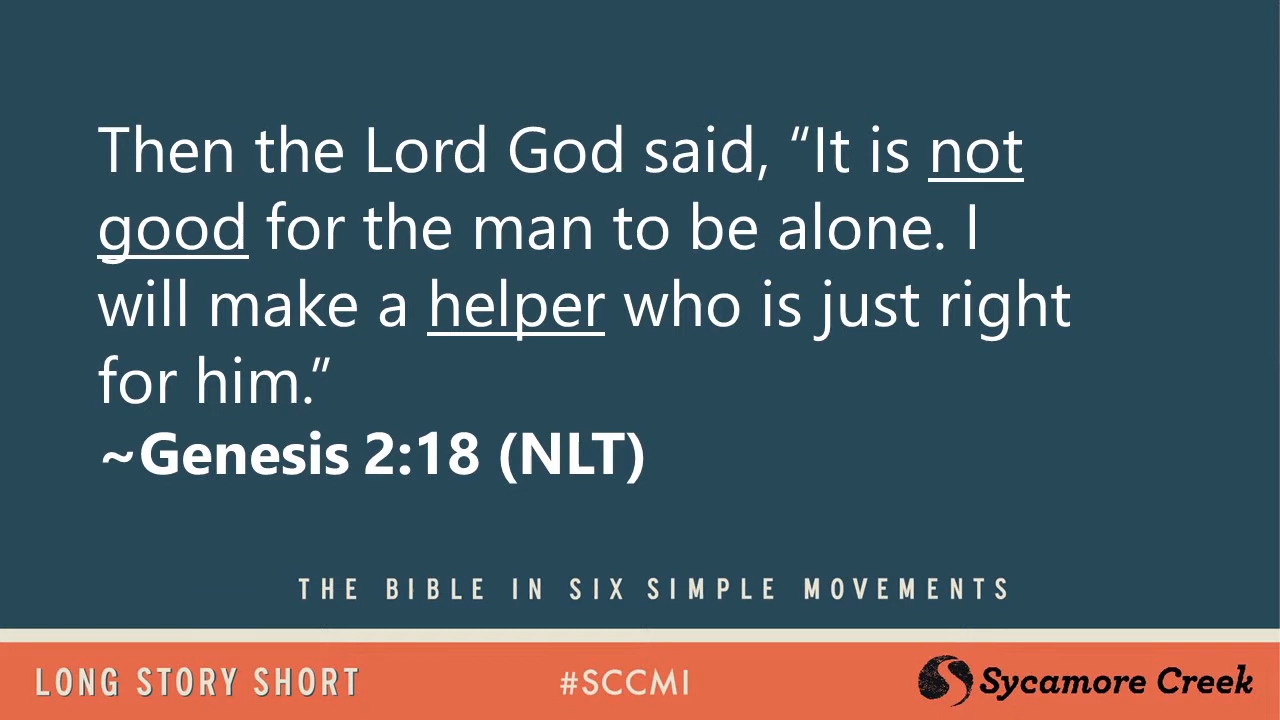 Then the Lord God said, “It is not
good for the man to be alone. I
will make a helper who is just right
for him.”
~Genesis 2:18 (NLT)
THE BIBLE IN SIX SIMPLE MOVEMENTS
LONG STORY SHORT
#SCCMI
Sycamore Creek